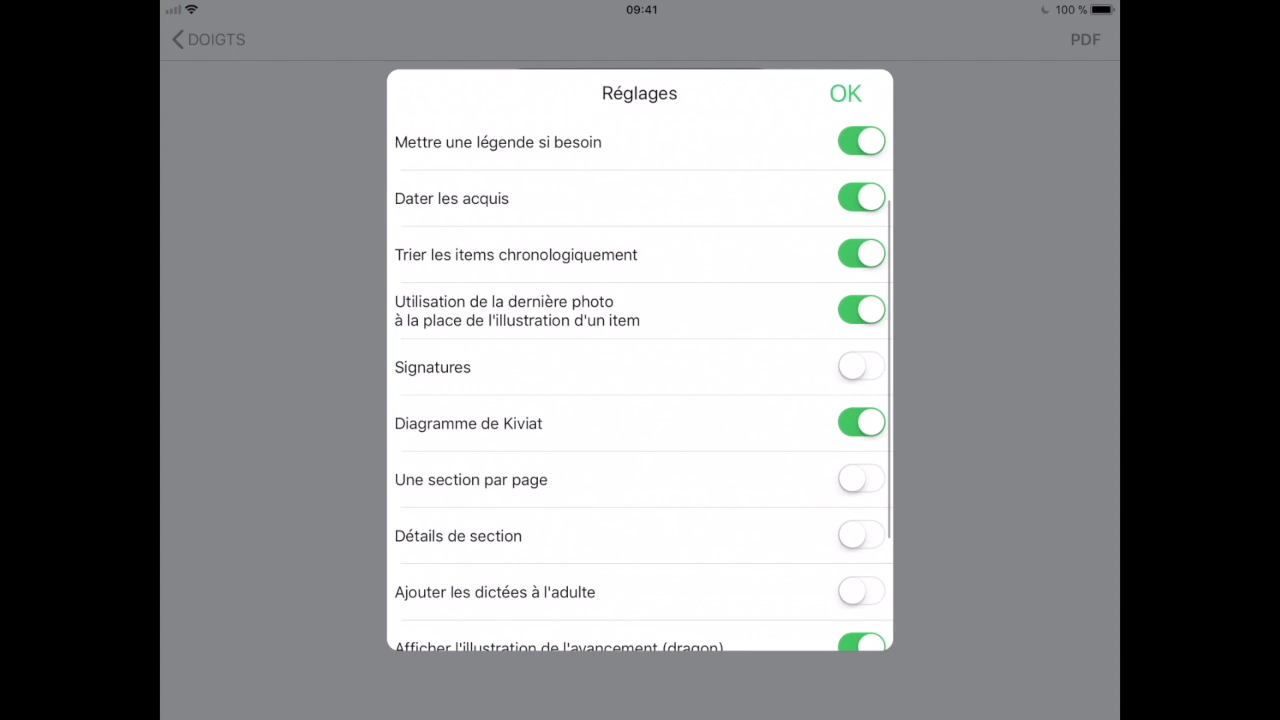 09:41
100 %
DOIGTS
PDF
Réglages
OK
Mettre une légende si besoin
Dater les acquis
Trier les items chronologiquement
Utilisation de la dernière photo
à la place de l'illustration d'un item
Signatures
Diagramme de Kiviat
Une section par page
Détails de section
Ajouter les dictées à l'adulte
Afficher l'illustration de l'avancement (dragon)